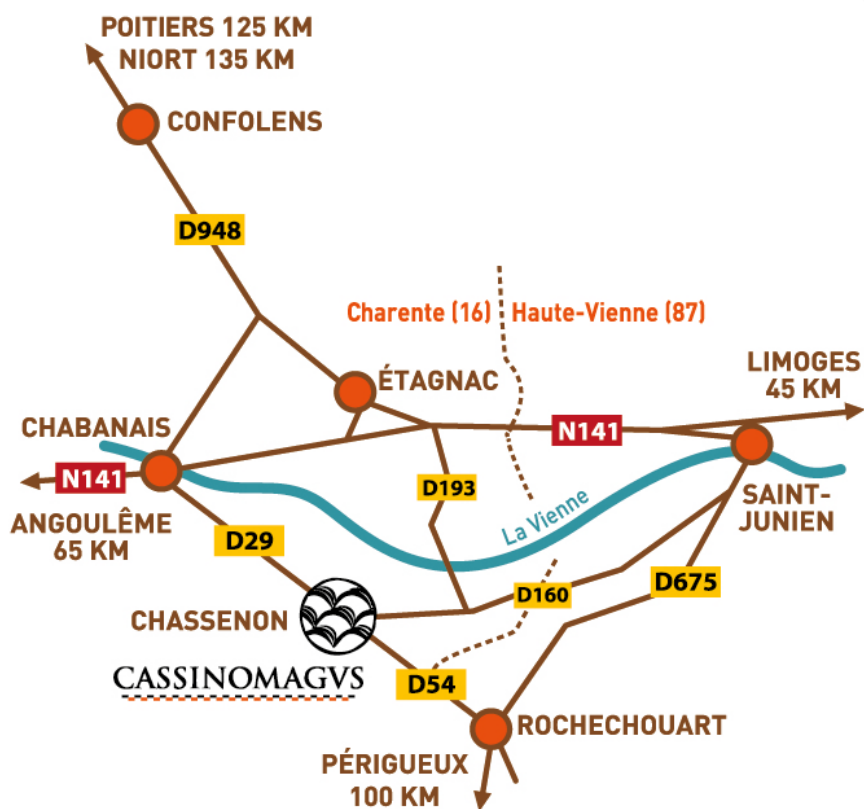 POITIERS 125 KM
NIORT 135 KM
CONFOLENS
D948
Charente (16)
Haute-Vienne (87)
LIMOGES
45 KM
ÉTAGNAC
CHABANAIS
N141
N141
SAINT-
JUNIEN
D193
La Vienne
ANGOULÊME
65 KM
D29
D675
D160
CHASSENON
CASSINOMAGVS
D54
ROCHECHOUART
PÉRIGUEUX
100 KM